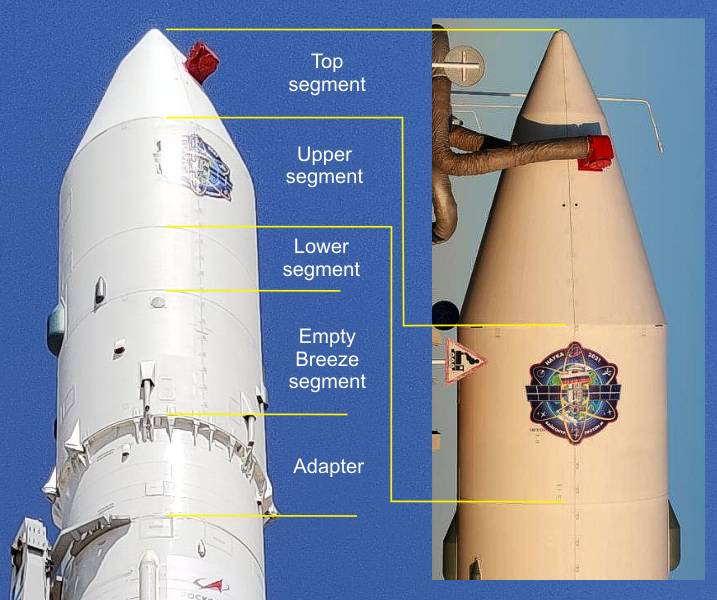 Top
segment
Upper
segment
Lower
segment
Empty
Breeze
segment
Adapter
НАУКА 2021